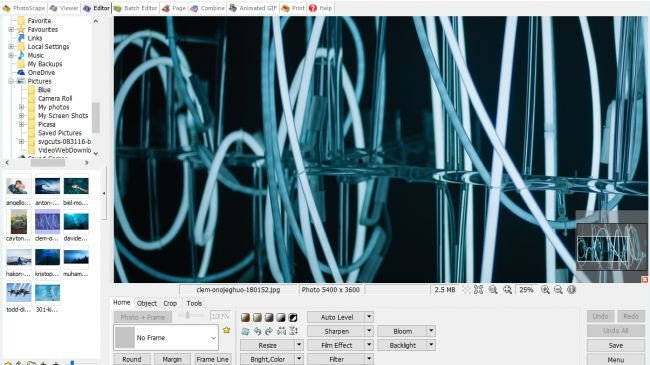 PhotoScape Viewer Editor Batch Editor Page Combine Animated GIF Print Help
Favorite
Favourites
Links
Local Settings
Music
My Backups
OneDrive
Pictures
Blue
Camera Roll
My photos
My Screen Shots
Picasa
Saved Pictures
svgcuts-083116-b
VideoWebDownlo
angello... anton-... biel-mo...
cayton... clem-o... davide...
hakon-... kristop... muham...
todd-di... 301-ki...
clem-onojeghuo-180152.jpg Photo 5400 x 3600 2.5 MB 25%
Home Object Crop Tools
Photo + Frame 100%
No Frame
Round Margin Frame Line
Auto Level
Sharpen Bloom
Resize Film Effect Backlight
Bright,Color Filter
Undo Redo
Undo All
Save
Menu